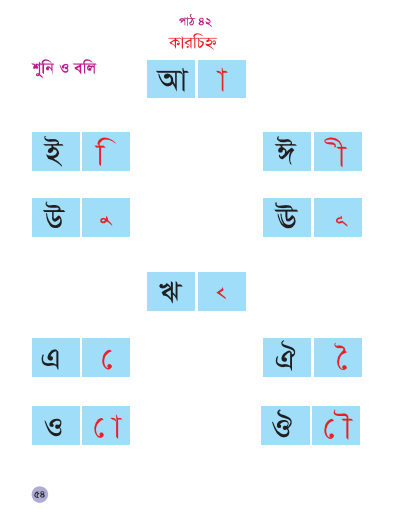 পাঠ ৪২
কারচিহ্ন
শুনি ও বলি
আ া
ই ি ঈ ী
উ ু ঊ ূ
ঋ ৃ
এ ে ঐ ৈ
ও ো ঔ ৌ
৫৪